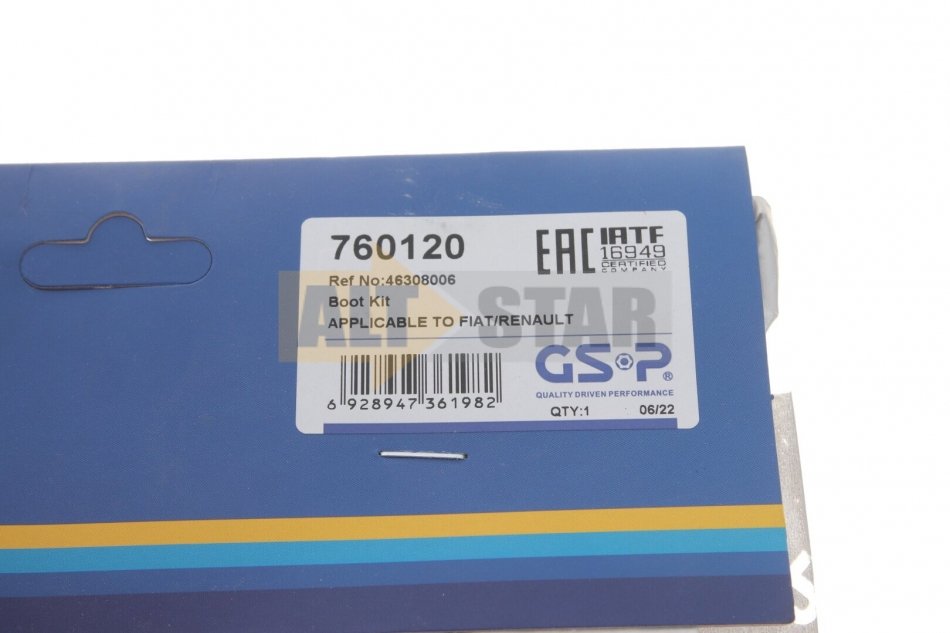 760120
EAC IATF
16949
CERTIFIED
COMPANY
Ref No:46308006
Boot Kit
APPLICABLE TO FIAT/RENAULT
ALT STAR
GSP®
QUALITY DRIVEN PERFORMANCE
6 928947 361982
QTY:1 06/22
S